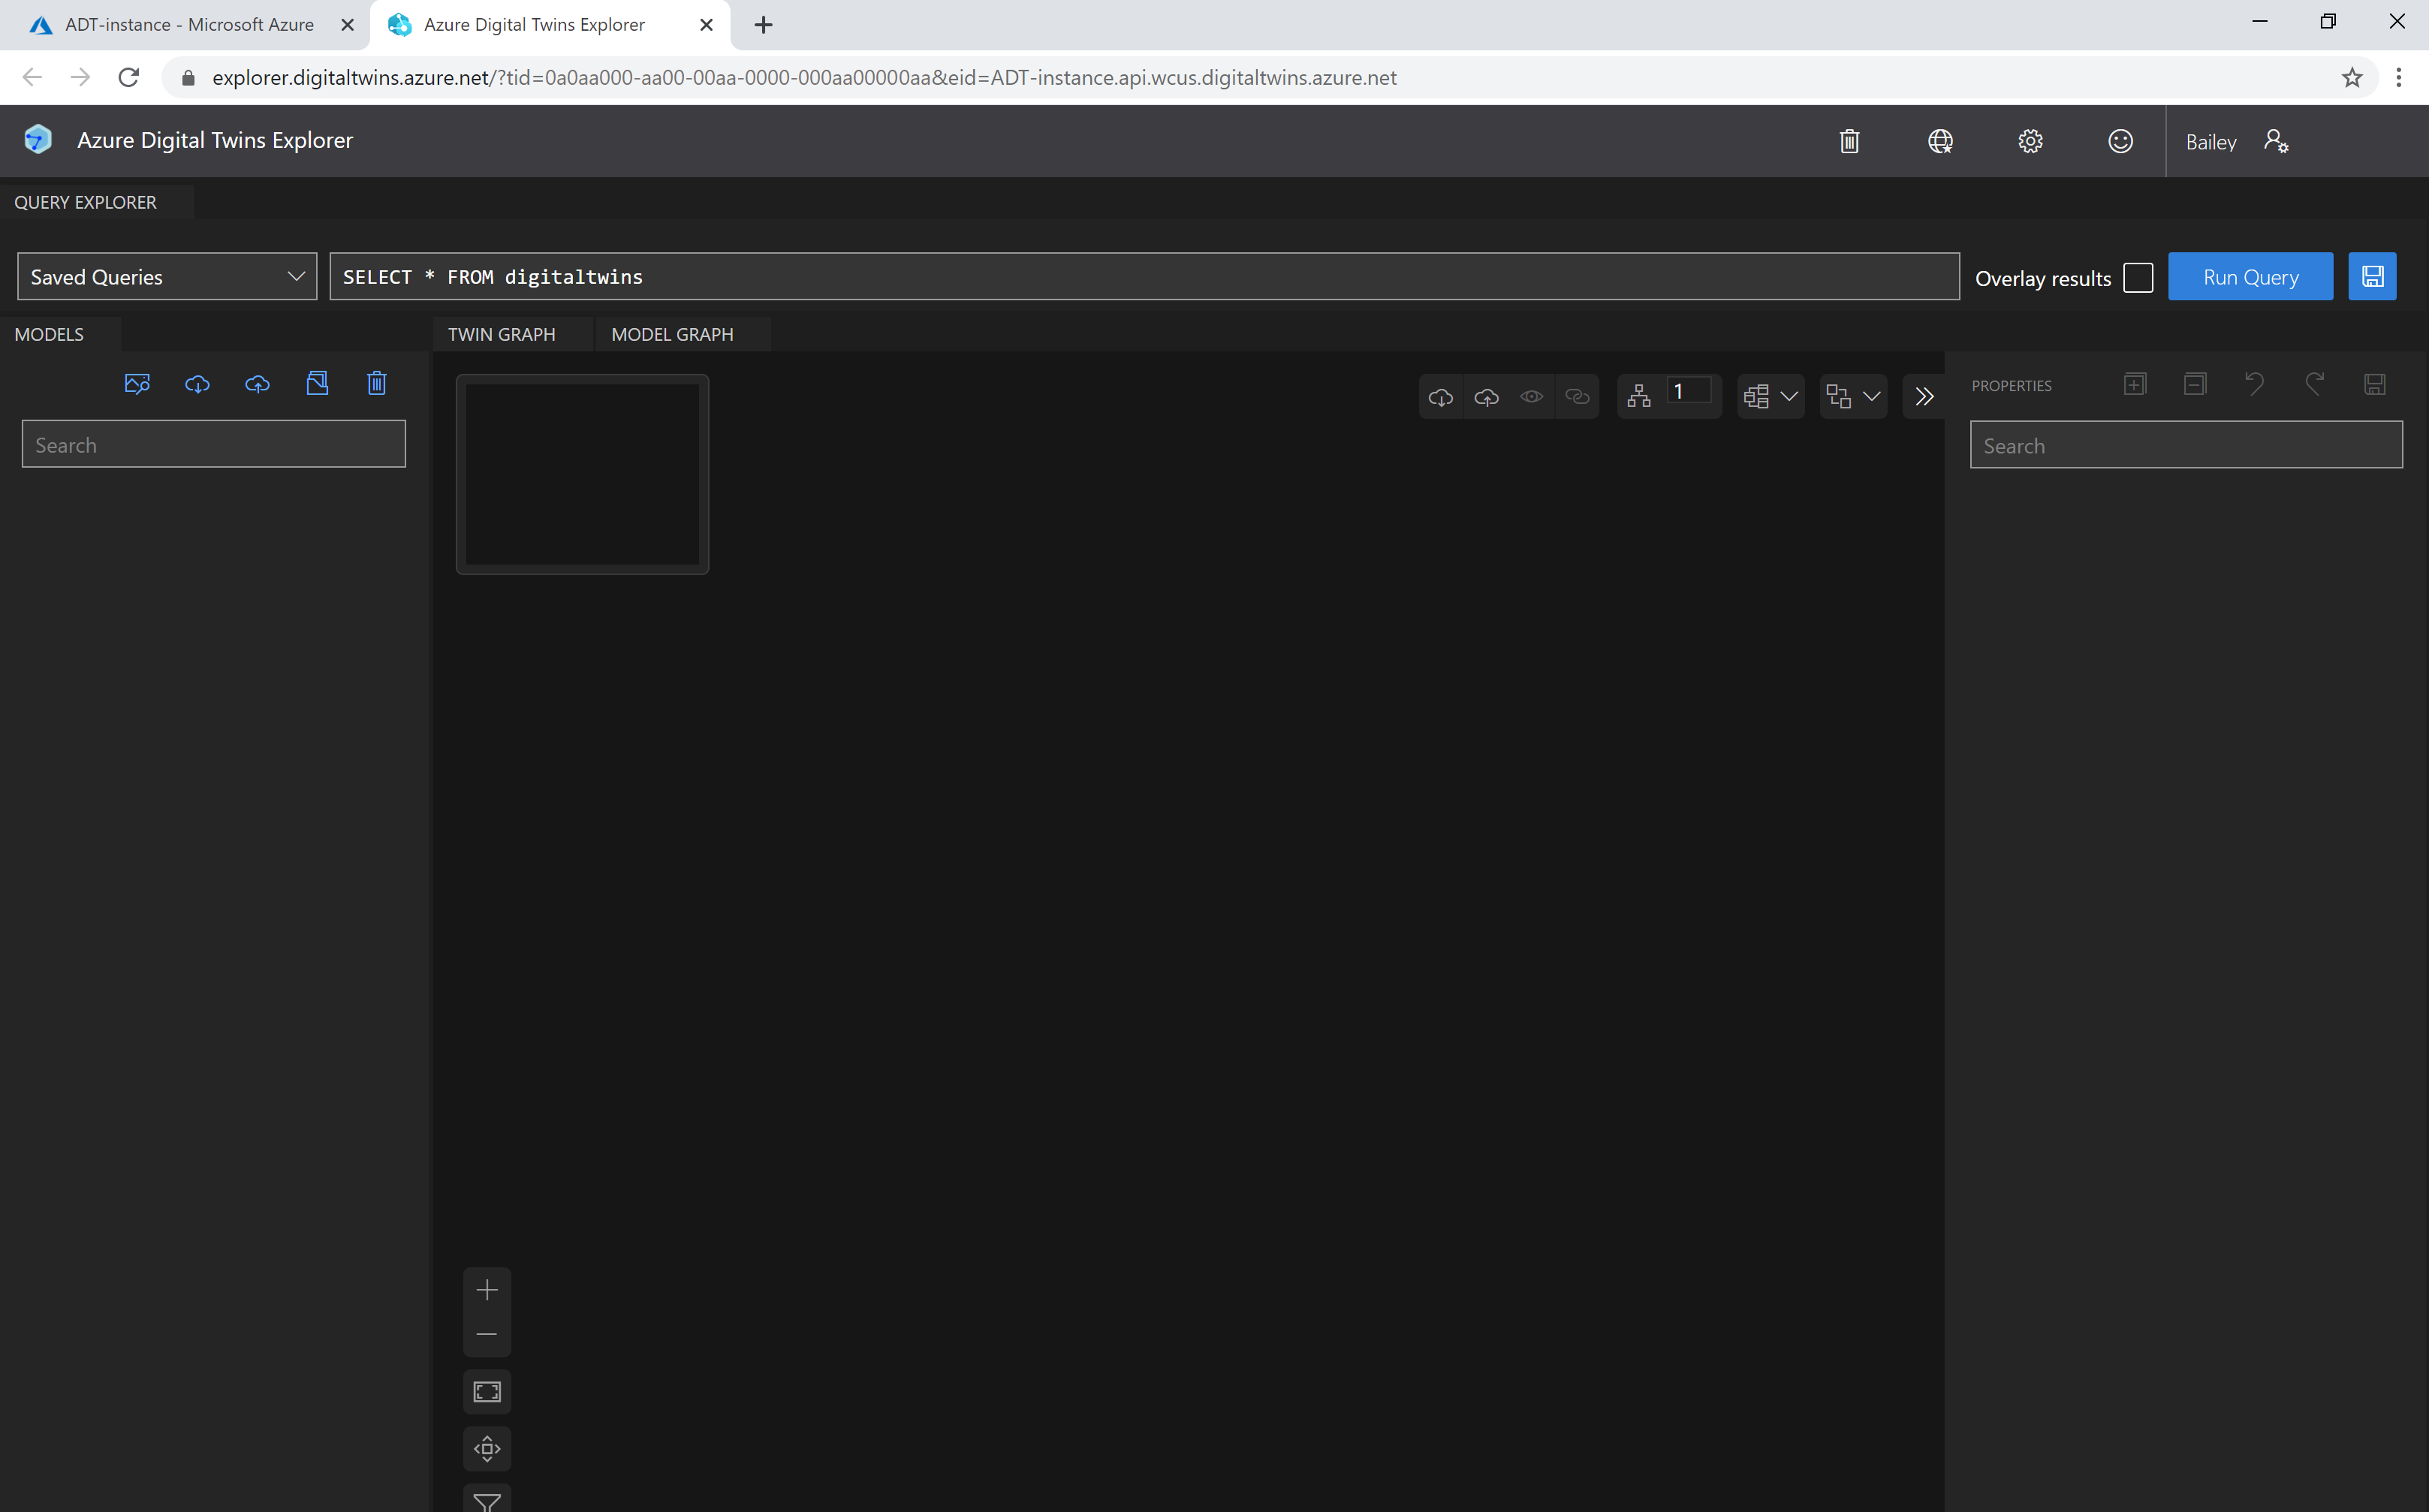 ADT-instance - Microsoft Azure
Azure Digital Twins Explorer
explorer.digitaltwins.azure.net/?tid=0a0aa000-aa00-00aa-0000-000aa00000aa&eid=ADT-instance.api.wcus.digitaltwins.azure.net
Azure Digital Twins Explorer
Bailey
QUERY EXPLORER
Saved Queries
SELECT * FROM digitaltwins
Overlay results
Run Query
MODELS
TWIN GRAPH
MODEL GRAPH
1
PROPERTIES
Search
Search